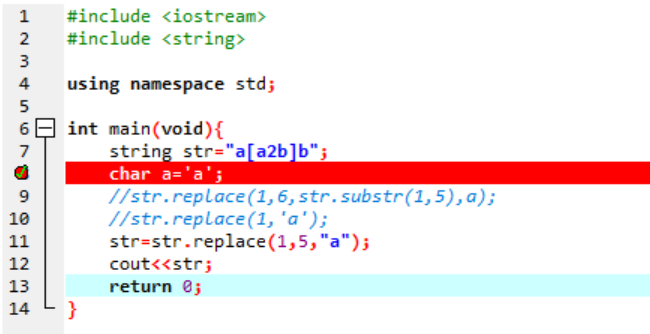 1 #include <iostream>
2 #include <string>
3
4 using namespace std;
5
6 int main(void){
7 string str="a[a2b]b";
char a='a';
9 //str.replace(1,6,str.substr(1,5),a);
10 //str.replace(1,'a');
11 str=str.replace(1,5,"a");
12 cout<<str;
13 return 0;
14 }